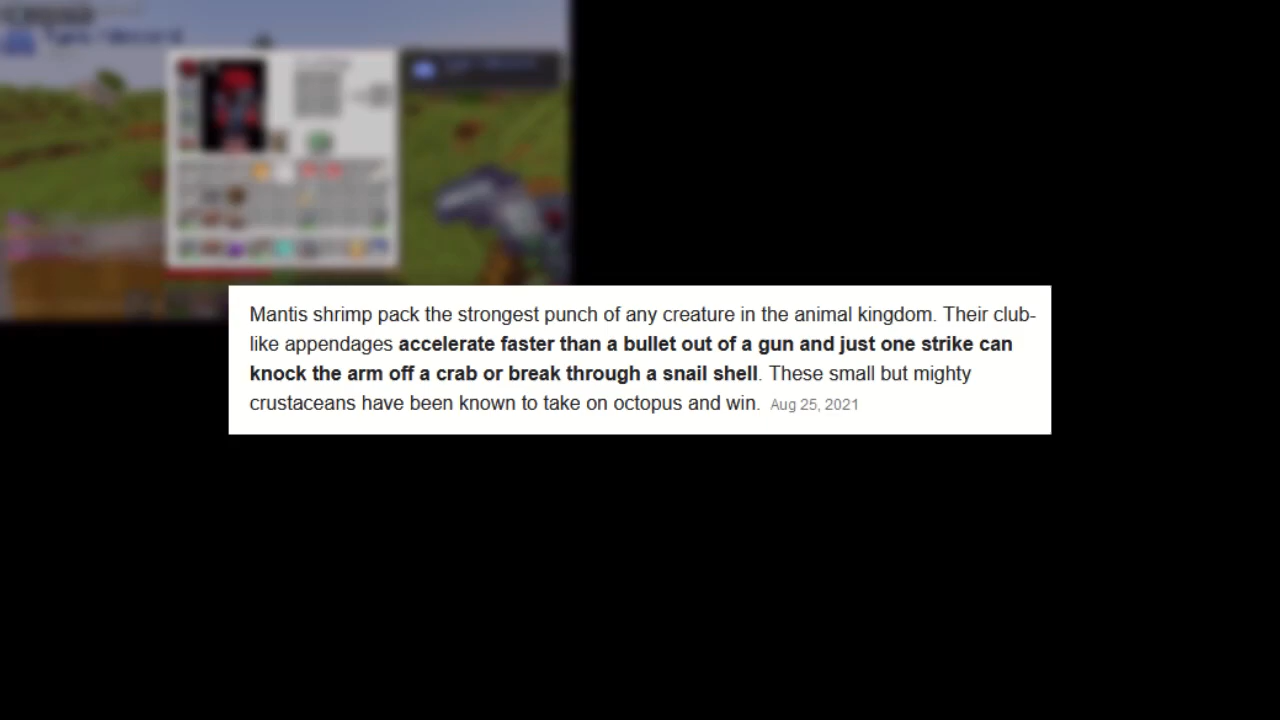 Mantis shrimp pack the strongest punch of any creature in the animal kingdom. Their club-
like appendages accelerate faster than a bullet out of a gun and just one strike can
knock the arm off a crab or break through a snail shell. These small but mighty
crustaceans have been known to take on octopus and win. Aug 25, 2021